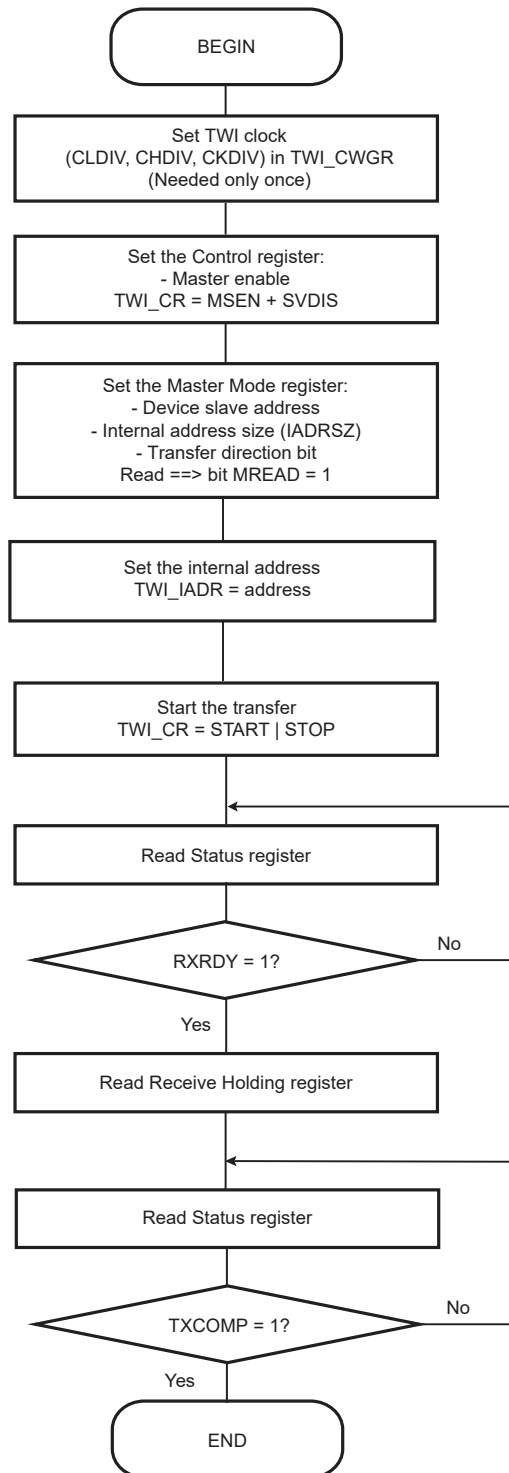 BEGIN
Set TWI clock
(CLDIV, CHDIV, CKDIV) in TWI_CWGR
(Needed only once)
Set the Control register:
- Master enable
TWI_CR = MSEN + SVDIS
Set the Master Mode register:
- Device slave address
- Internal address size (IADRSZ)
- Transfer direction bit
Read ==> bit MREAD = 1
Set the internal address
TWI_IADR = address
Start the transfer
TWI_CR = START | STOP
Read Status register
RXRDY = 1?
No
Yes
Read Receive Holding register
Read Status register
TXCOMP = 1?
No
Yes
END